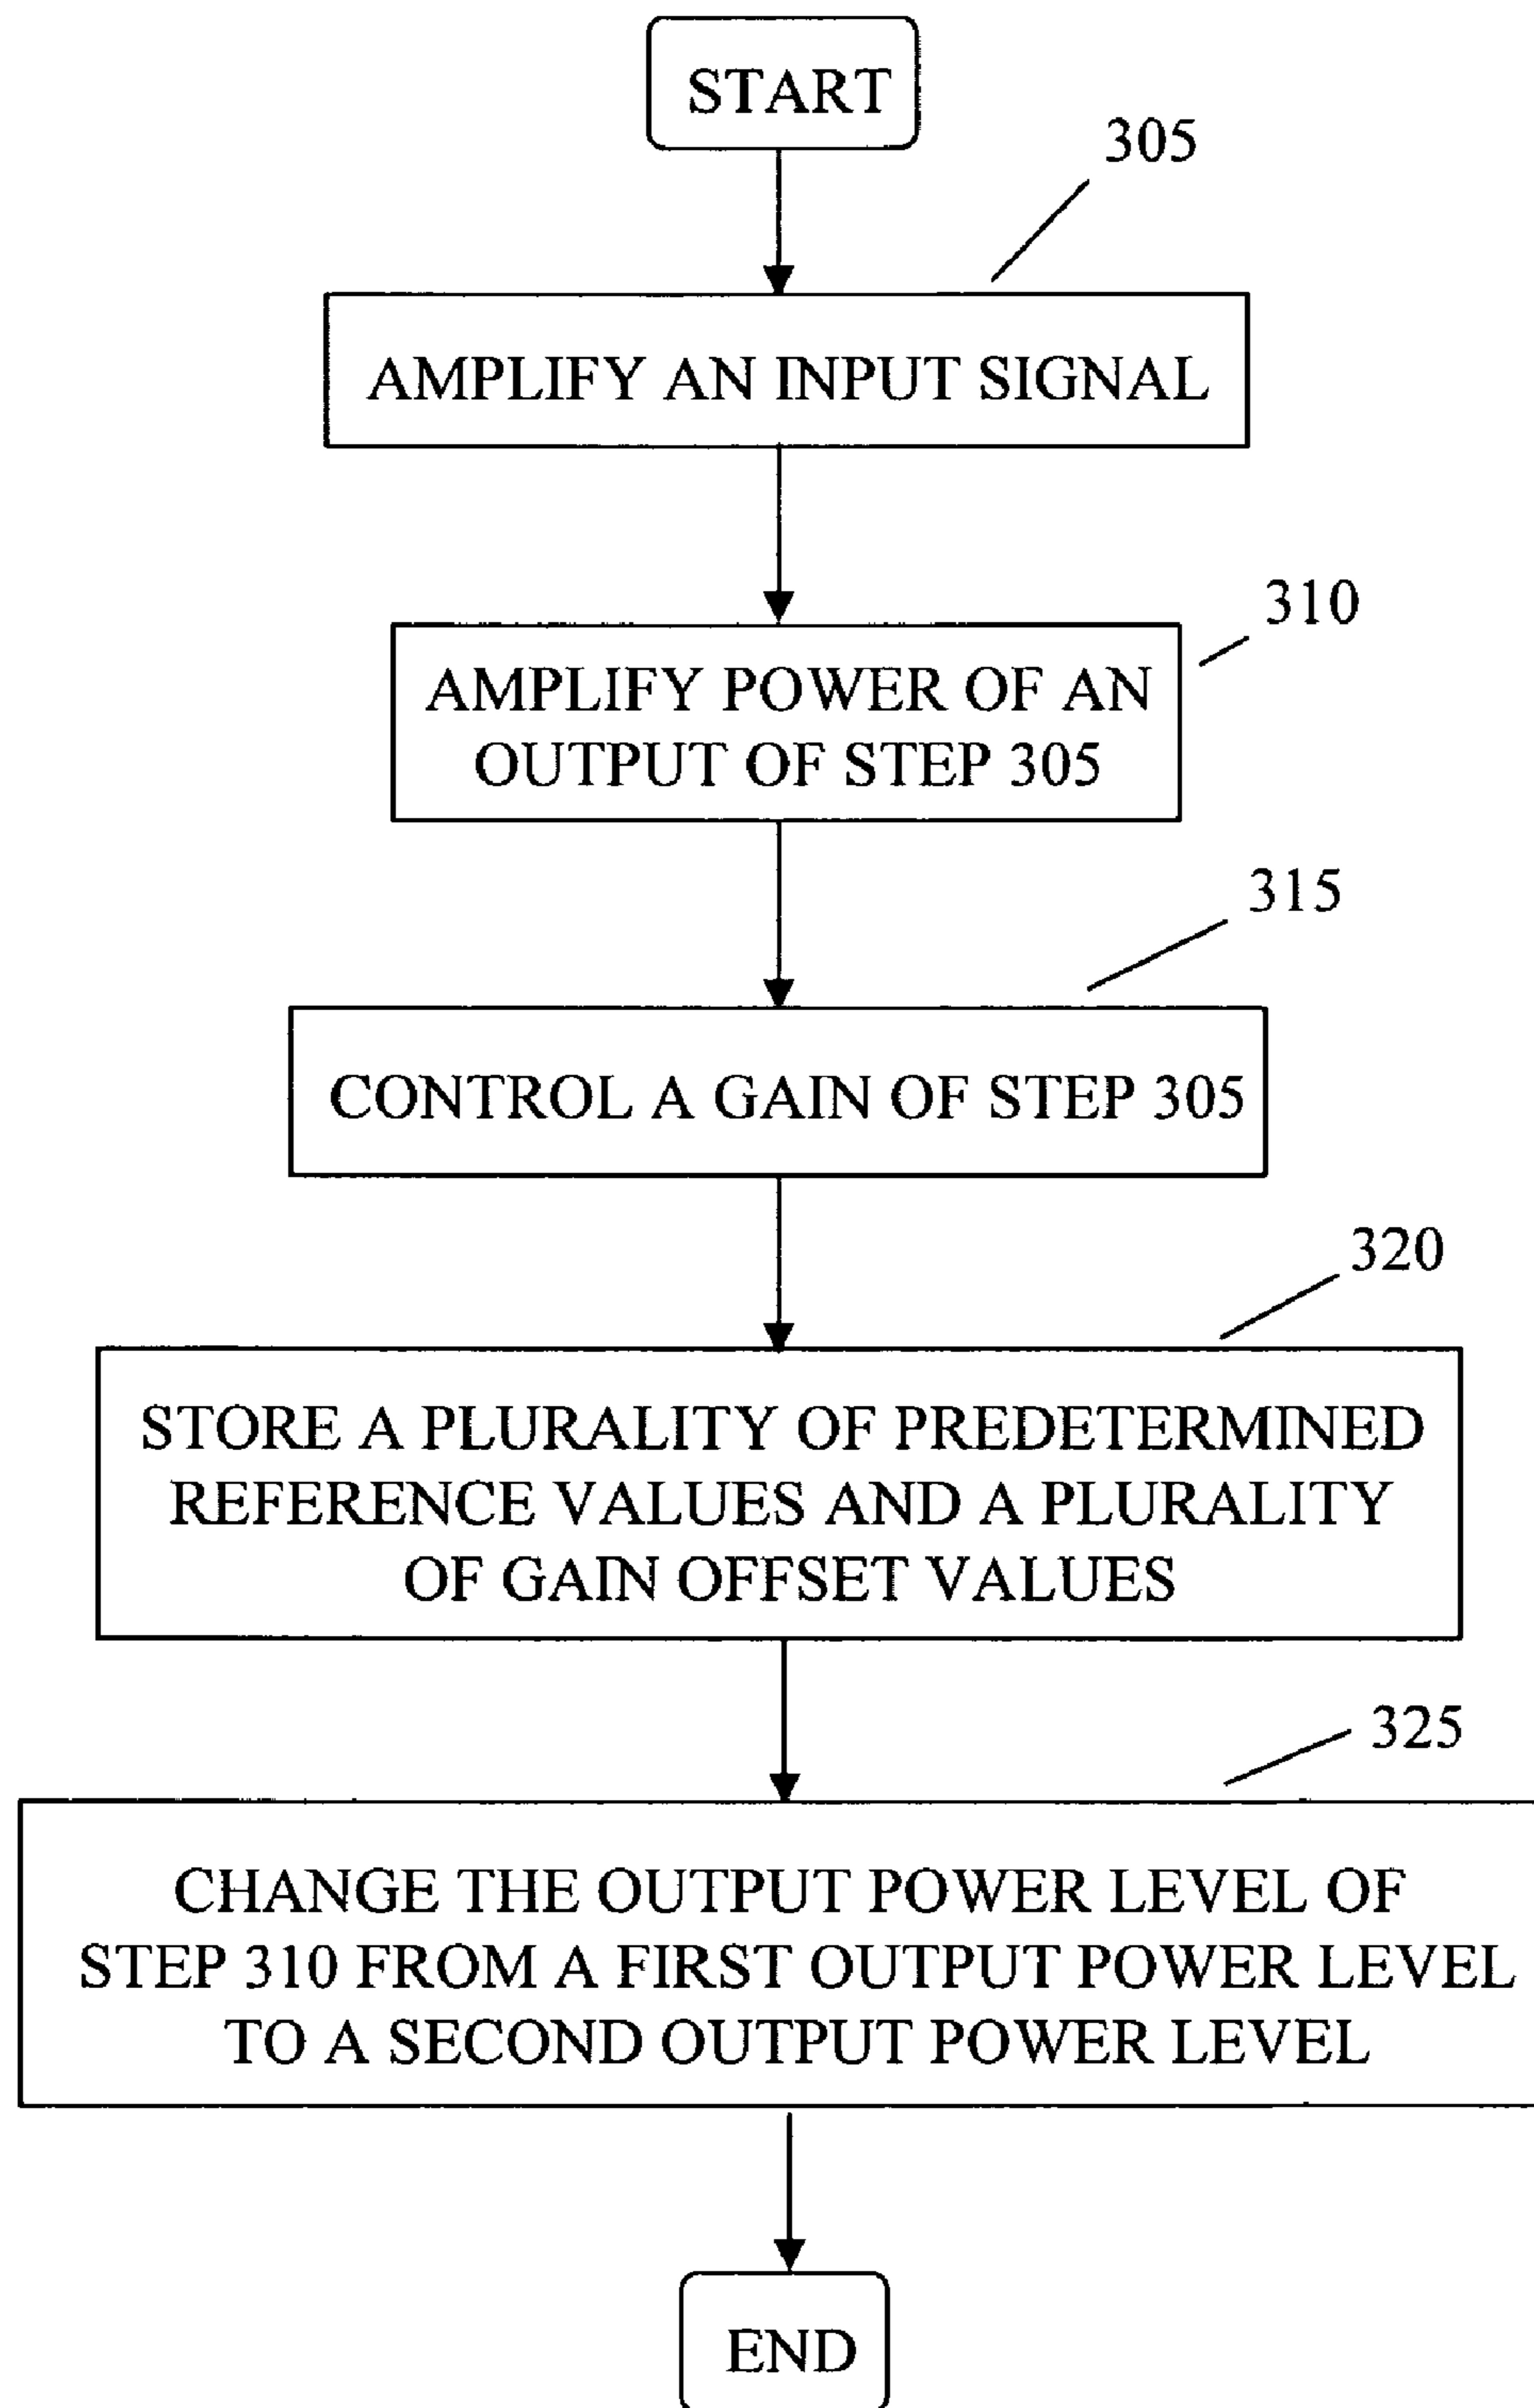 START
305
AMPLIFY AN INPUT SIGNAL
310
AMPLIFY POWER OF AN
OUTPUT OF STEP 305
315
CONTROL A GAIN OF STEP 305
320
STORE A PLURALITY OF PREDETERMINED
REFERENCE VALUES AND A PLURALITY
OF GAIN OFFSET VALUES
325
CHANGE THE OUTPUT POWER LEVEL OF
STEP 310 FROM A FIRST OUTPUT POWER LEVEL
TO A SECOND OUTPUT POWER LEVEL
END